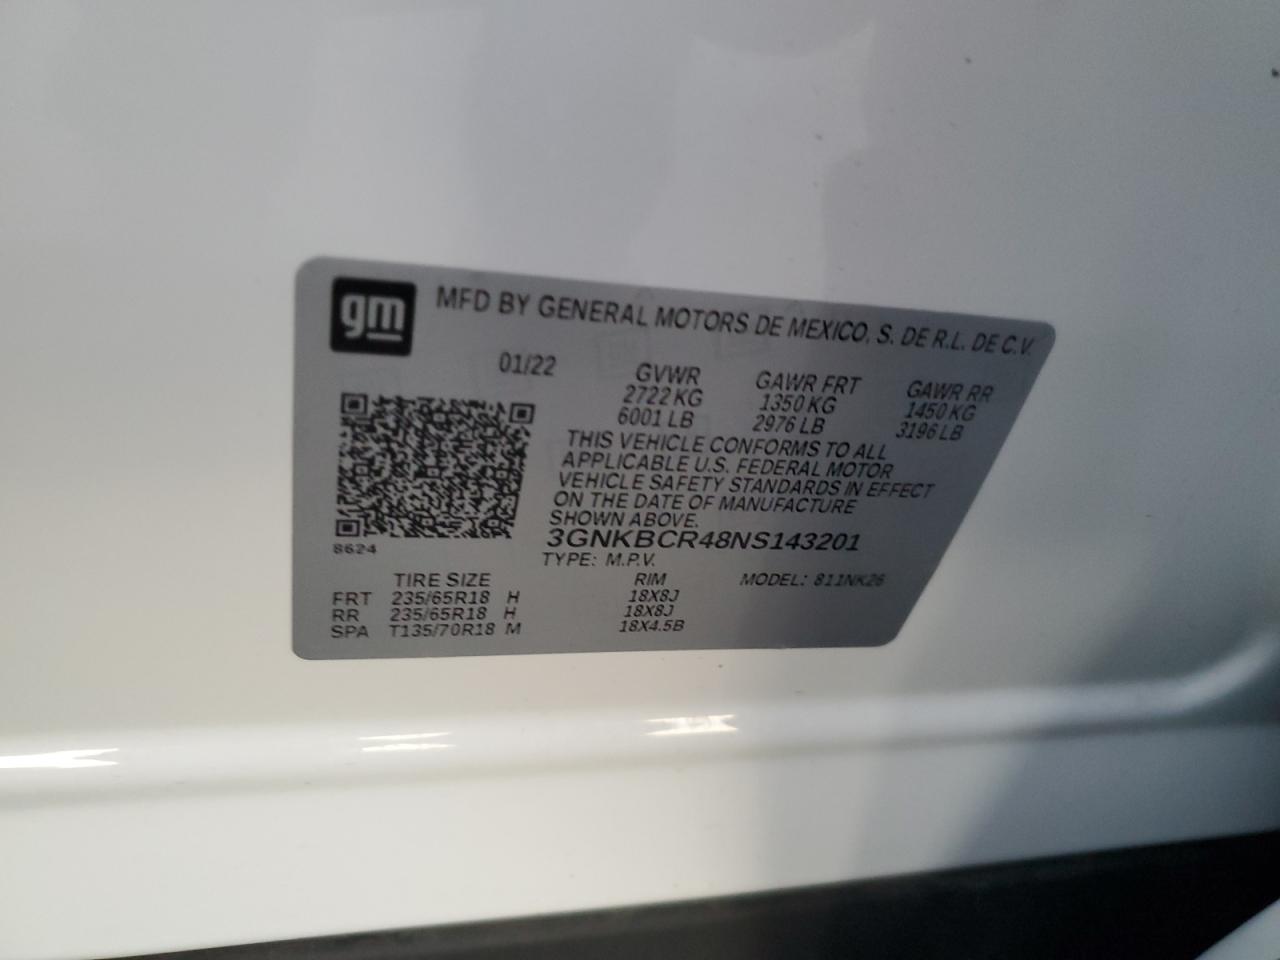 gm MFD BY GENERAL MOTORS DE MEXICO, S. DE R.L. DE C.V.
01/22 GVWR GAWR FRT GAWR RR
2722 KG 1350 KG 1450 KG
6001 LB 2976 LB 3196 LB
THIS VEHICLE CONFORMS TO ALL
APPLICABLE U.S. FEDERAL MOTOR
VEHICLE SAFETY STANDARDS IN EFFECT
ON THE DATE OF MANUFACTURE
SHOWN ABOVE.
3GNKBCR48NS143201
8624 TYPE: M.P.V.
TIRE SIZE RIM MODEL: 811NK26
FRT 235/65R18 H 18X8J
RR 235/65R18 H 18X8J
SPA T135/70R18 M 18X4.5B